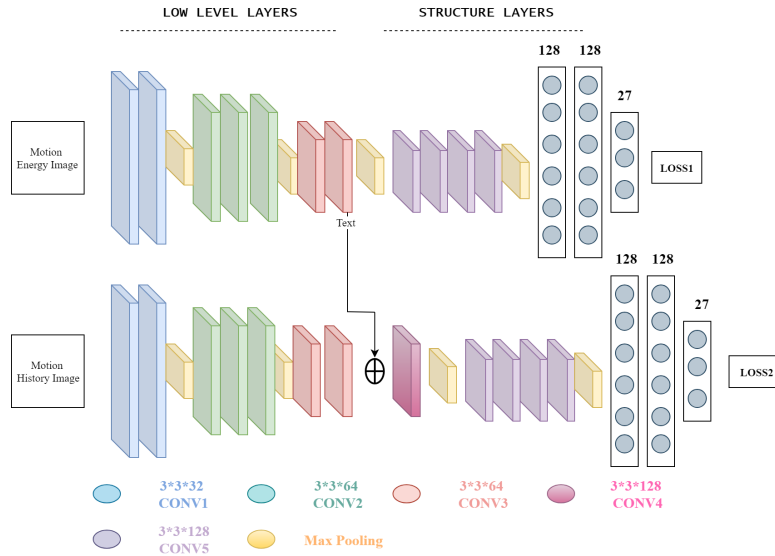 LOW LEVEL LAYERS
STRUCTURE LAYERS
128
128
27
Motion
Energy Image
LOSS1
Text
128
128
27
Motion
History Image
LOSS2
3*3*32
CONV1
3*3*64
CONV2
3*3*64
CONV3
3*3*128
CONV4
3*3*128
CONV5
Max Pooling